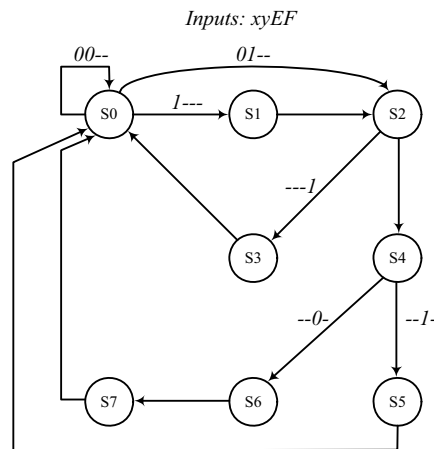 Inputs: xyEF
00--
01--
1---
S0
S1
S2
---1
S3
S4
--0-
--1-
S7
S6
S5